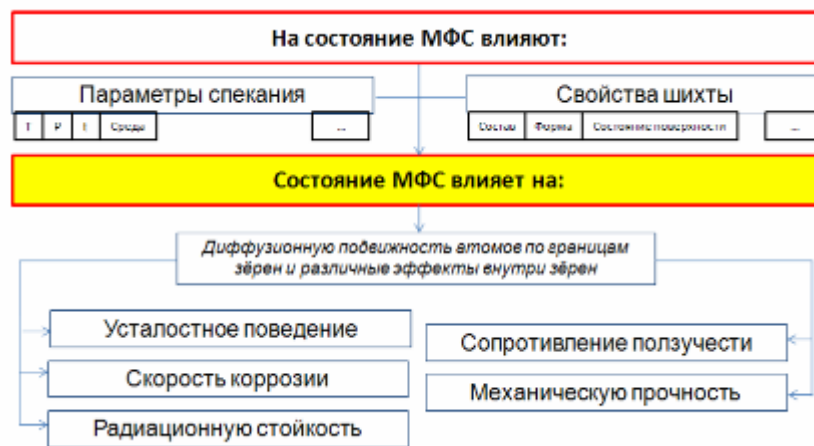 На состояние МФС влияют:
Параметры спекания
Свойства шихты
T P t Среда ...
Состав Форма Состояние поверхности ...
Состояние МФС влияет на:
Диффузионную подвижность атомов по границам
зёрен и различные эффекты внутри зёрен
Усталостное поведение
Сопротивление ползучести
Скорость коррозии
Механическую прочность
Радиационную стойкость